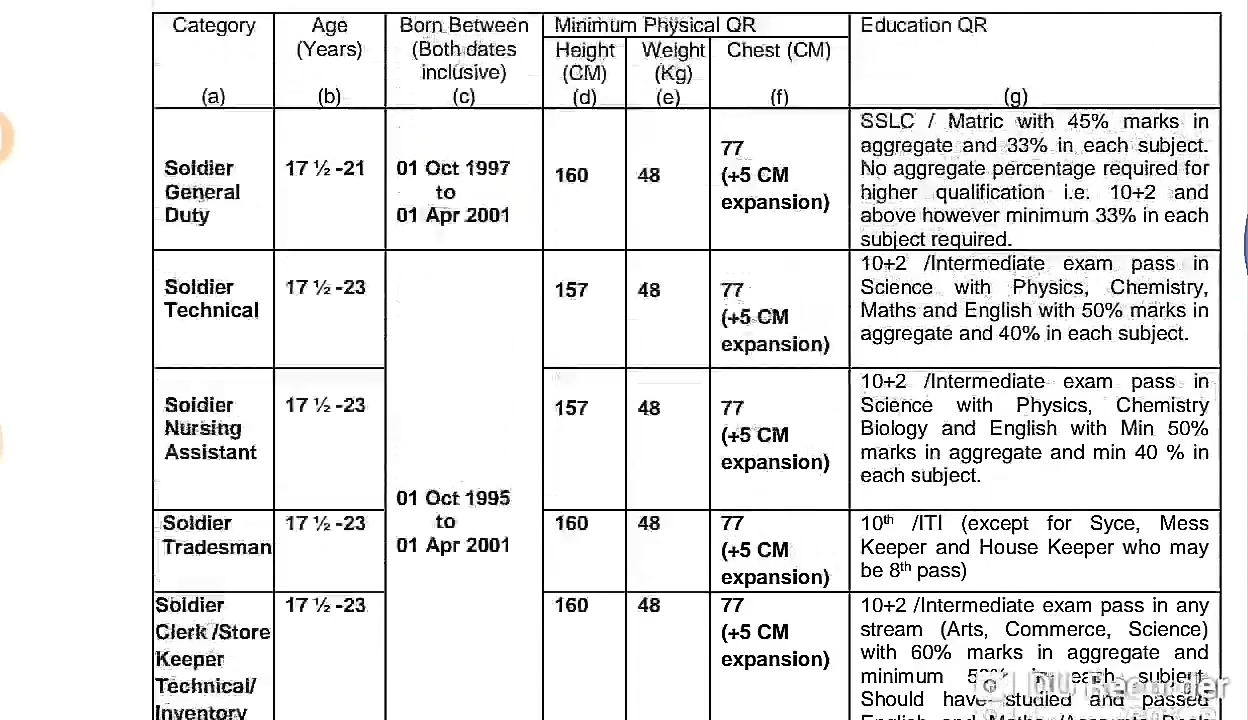 Category Age (Years) Born Between (Both dates inclusive) Minimum Physical QR Education QR
Height (CM) Weight (Kg) Chest (CM)
(a) (b) (c) (d) (e) (f) (g)
Soldier General Duty
17 ½ -21
01 Oct 1997
to
01 Apr 2001
160
48
77
(+5 CM
expansion)
SSLC / Matric with 45% marks in
aggregate and 33% in each subject.
No aggregate percentage required for
higher qualification i.e. 10+2 and
above however minimum 33% in each
subject required.
Soldier
Technical
17 ½ -23
157
48
77
(+5 CM
expansion)
10+2 /Intermediate exam pass in
Science with Physics, Chemistry,
Maths and English with 50% marks in
aggregate and 40% in each subject.
Soldier
Nursing
Assistant
17 ½ -23
157
48
77
(+5 CM
expansion)
10+2 /Intermediate exam pass in
Science with Physics, Chemistry
Biology and English with Min 50%
marks in aggregate and min 40 % in
each subject.
01 Oct 1995
to
01 Apr 2001
Soldier
Tradesman
17 ½ -23
160
48
77
(+5 CM
expansion)
10th /ITI (except for Syce, Mess
Keeper and House Keeper who may
be 8th pass)
Soldier
Clerk /Store
Keeper
Technical/
Inventory
17 ½ -23
160
48
77
(+5 CM
expansion)
10+2 /Intermediate exam pass in any
stream (Arts, Commerce, Science)
with 60% marks in aggregate and
minimum each subject.
Should have studied and passed
English and
Recorder